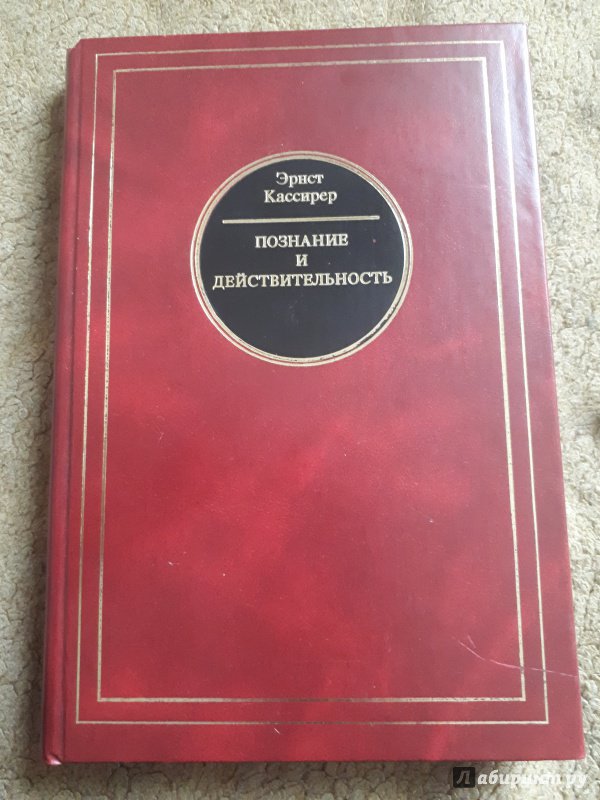 Эрнст
Кассирер
ПОЗНАНИЕ
И
ДЕЙСТВИТЕЛЬНОСТЬ
Лабиринт.ру